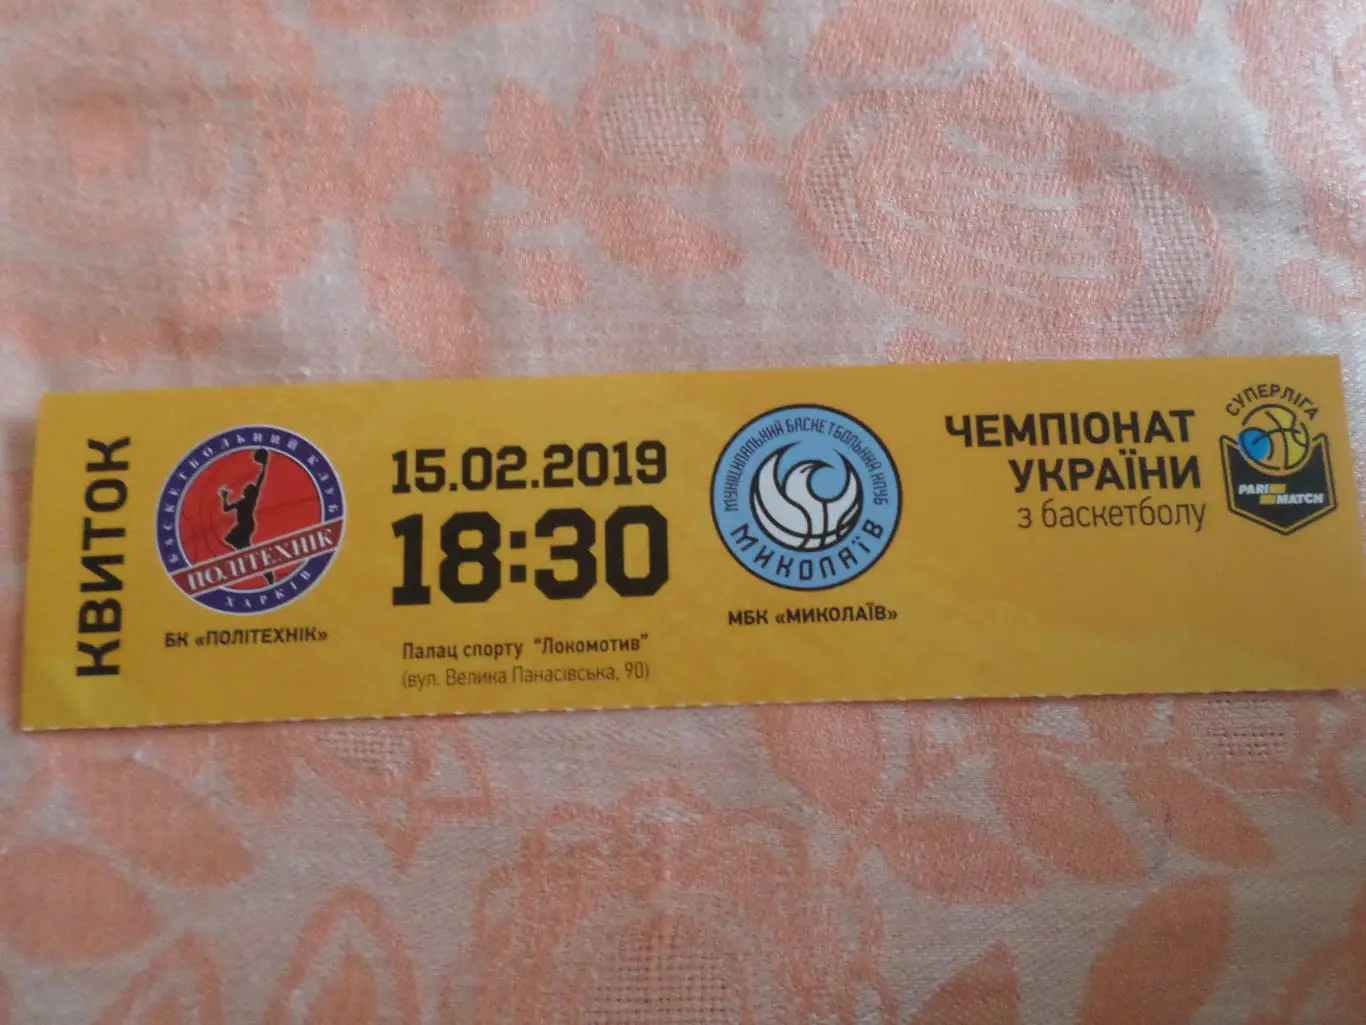 КВИТОК
БАСКЕТБОЛЬНИЙ КЛУБ
ПОЛІТЕХНІК
ХАРКІВ
БК «ПОЛІТЕХНІК»
15.02.2019
18:30
Палац спорту "Локомотив"
(вул. Велика Панасівська, 90)
МУНІЦИПАЛЬНИЙ БАСКЕТБОЛЬНИЙ КЛУБ
МИКОЛАЇВ
МБК «МИКОЛАЇВ»
ЧЕМПІОНАТ
УКРАЇНИ
з баскетболу
СУПЕРЛІГА
PARI MATCH